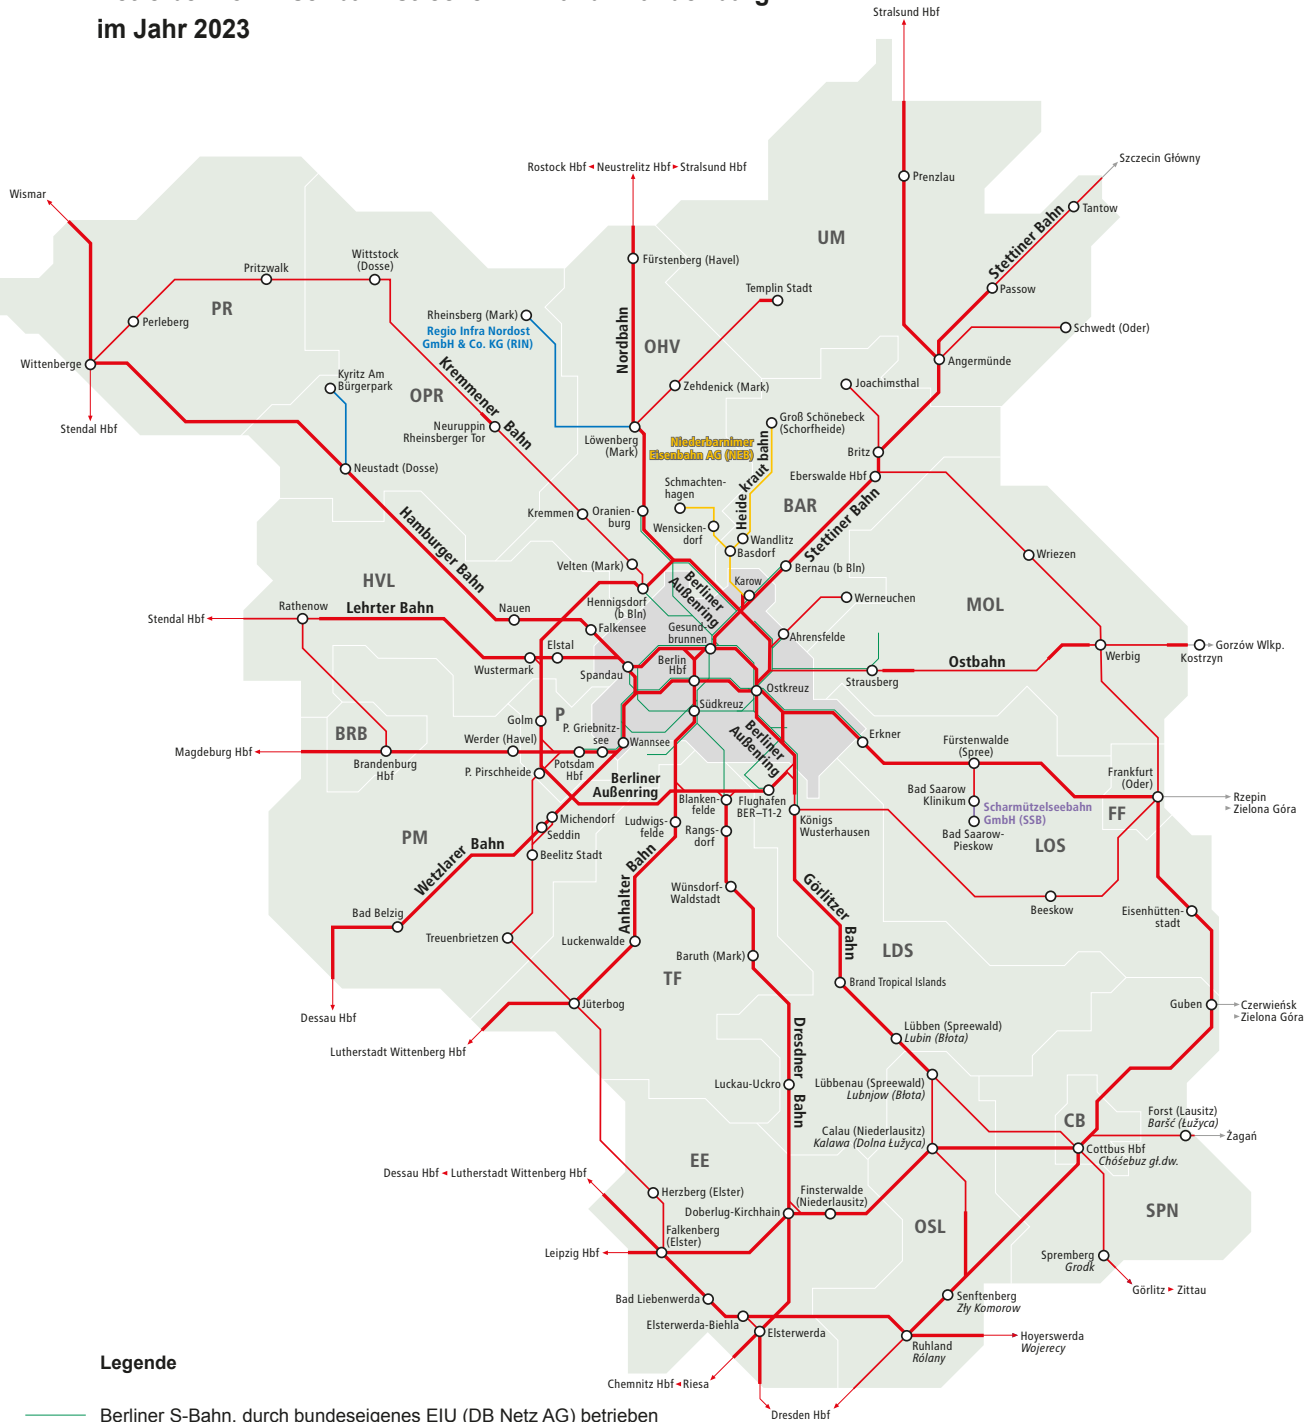 im Jahr 2023
Stralsund Hbf
Szczecin Główny
Rostock Hbf
Neustrelitz Hbf
Stralsund Hbf
Wismar
Prenzlau
Tantow
Stettiner Bahn
UM
Wittstock
(Dosse)
Pritzwalk
Fürstenberg (Havel)
Templin Stadt
Passow
PR
Perleberg
Rheinsberg (Mark)
Regio Infra Nordost
GmbH & Co. KG (RIN)
Nordbahn
OHV
Schwedt (Oder)
Wittenberge
Angermünde
Kyritz Am
Bürgerpark
OPR
Kremmener Bahn
Zehdenick (Mark)
Joachimsthal
Stendal Hbf
Neuruppin
Rheinsberger Tor
Löwenberg
(Mark)
Groß Schönebeck
(Schorfheide)
Niederbarnimer
Eisenbahn AG (NEB)
Heide kraut bahn
Britz
Neustadt (Dosse)
Eberswalde Hbf
Schmachten-
hagen
BAR
Stettiner Bahn
Hamburger Bahn
Kremmen
Oranien-
burg
Wensicken-
dorf
Wandlitz
Basdorf
Wriezen
Velten (Mark)
Bernau (b Bln)
HVL
Berliner
Außenring
Karow
Werneuchen
MOL
Rathenow
Lehrter Bahn
Nauen
Hennigsdorf
(b Bln)
Stendal Hbf
Falkensee
Gesund-
brunnen
Ahrensfelde
Elstal
Wustermark
Spandau
Berlin
Hbf
Ostbahn
Werbig
Gorzów Wlkp.
Kostrzyn
Strausberg
Ostkreuz
Südkreuz
Golm
P
P. Griebnitz-
see
BRB
Werder (Havel)
Wannsee
Berliner
Außenring
Erkner
Magdeburg Hbf
Brandenburg
Hbf
Potsdam
Hbf
Fürstenwalde
(Spree)
P. Pirschheide
Berliner
Außenring
Frankfurt
(Oder)
Bad Saarow
Klinikum
Blanken-
felde
Flughafen
BER–T1-2
Rzepin
Zielona Góra
Scharmützelseebahn
GmbH (SSB)
FF
Michendorf
Ludwigs-
felde
Königs
Wusterhausen
Seddin
Rangs-
dorf
Bad Saarow-
Pieskow
LOS
PM
Wetzlarer Bahn
Beelitz Stadt
Anhalter Bahn
Wünsdorf-
Waldstadt
Görlitzer Bahn
Beeskow
Bad Belzig
Eisenhütten-
stadt
Treuenbrietzen
Luckenwalde
LDS
Baruth (Mark)
TF
Brand Tropical Islands
Jüterbog
Guben
Czerwieńsk
Zielona Góra
Dessau Hbf
Dresdner Bahn
Lübben (Spreewald)
Lubin (Błota)
Lutherstadt Wittenberg Hbf
Luckau-Uckro
Lübbenau (Spreewald)
Lubnjow (Błota)
CB
Forst (Lausitz)
Baršć (Łužyca)
Żagań
Calau (Niederlausitz)
Kalawa (Dolna Łužyca)
Cottbus Hbf
Chóśebuz gł.dw.
EE
Dessau Hbf
Lutherstadt Wittenberg Hbf
Herzberg (Elster)
Finsterwalde
(Niederlausitz)
Doberlug-Kirchhain
SPN
OSL
Falkenberg
(Elster)
Leipzig Hbf
Spremberg
Grodk
Görlitz
Zittau
Bad Liebenwerda
Senftenberg
Zły Komorow
Elsterwerda-Biehla
Elsterwerda
Ruhland
Rólany
Hoyerswerda
Wojerecy
Legende
Chemnitz Hbf
Riesa
Dresden Hbf
Berliner S-Bahn, durch bundeseigenes EIU (DB Netz AG) betrieben